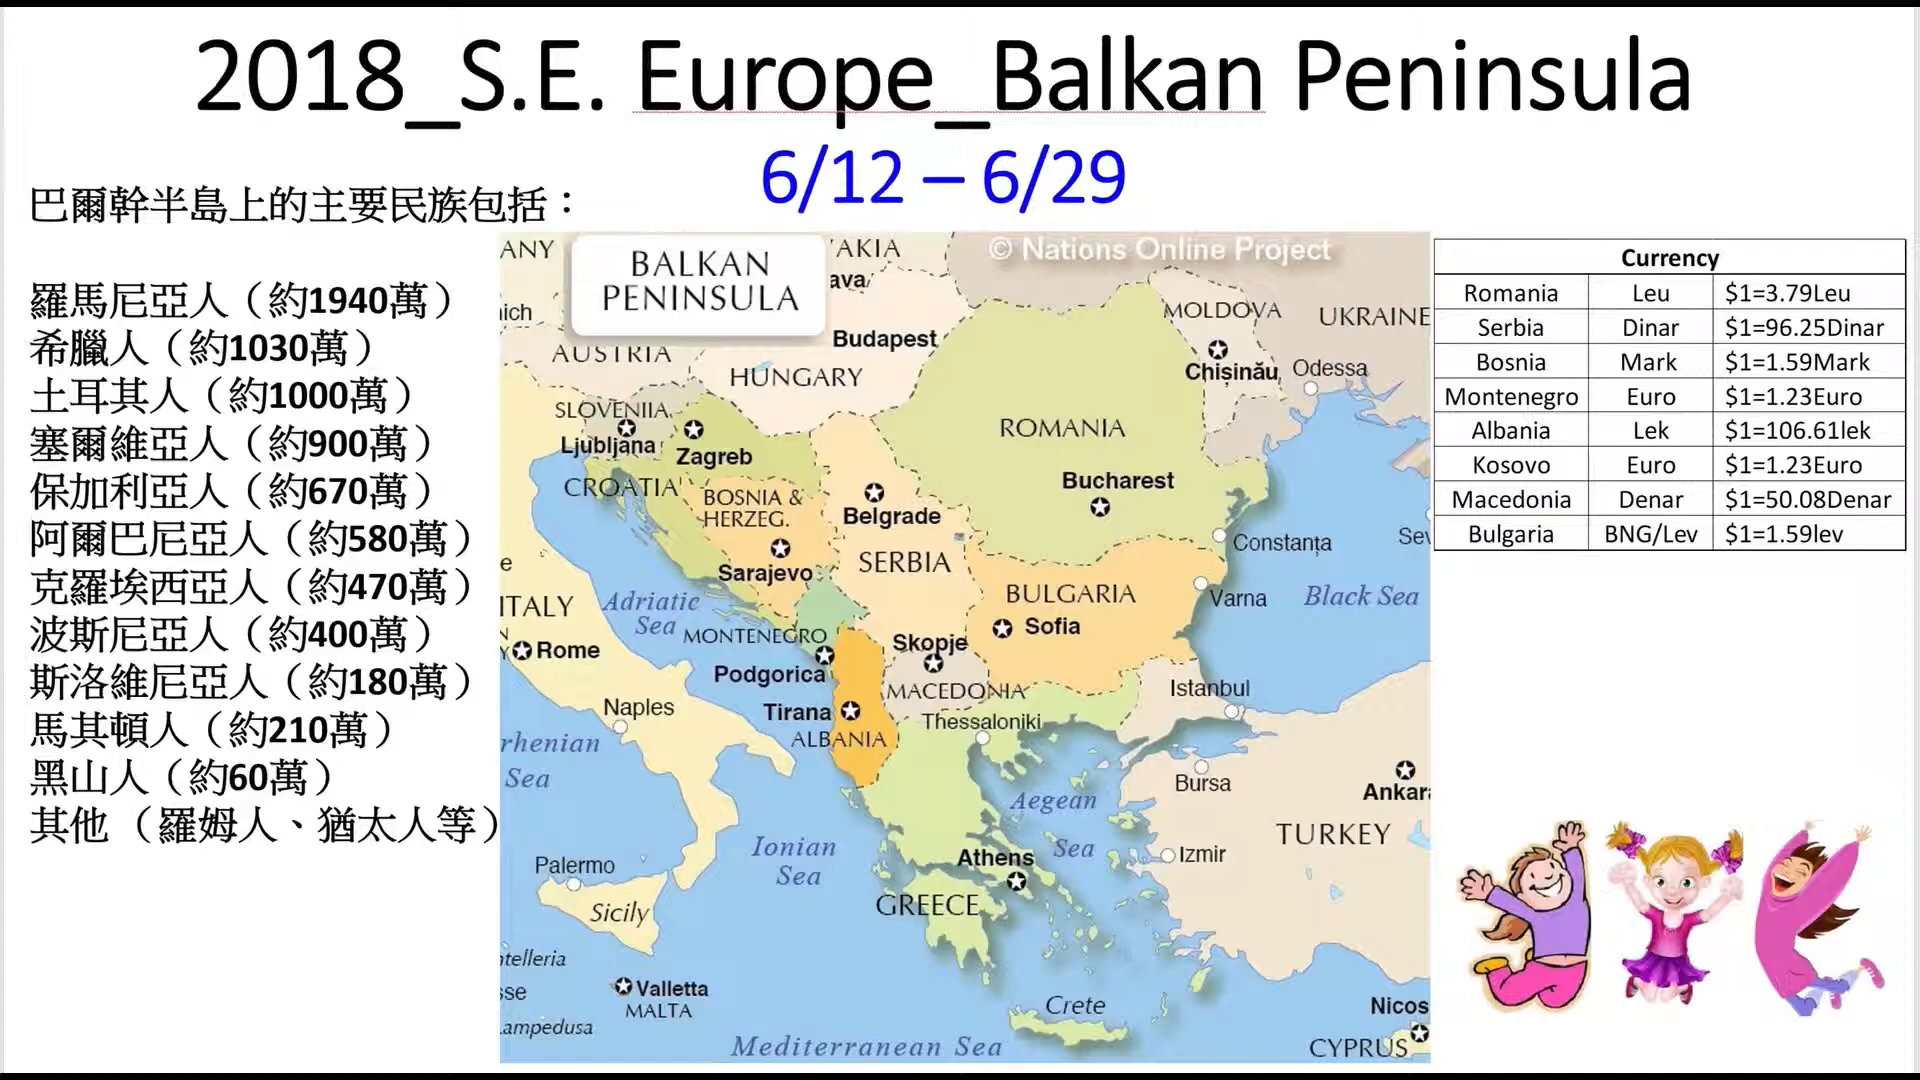 2018_S.E. Europe_Balkan Peninsula
6/12 – 6/29
巴爾幹半島上的主要民族包括：
羅馬尼亞人（約1940萬）
希臘人（約1030萬）
土耳其人（約1000萬）
塞爾維亞人（約900萬）
保加利亞人（約670萬）
阿爾巴尼亞人（約580萬）
克羅埃西亞人（約470萬）
波斯尼亞人（約400萬）
斯洛維尼亞人（約180萬）
馬其頓人（約210萬）
黑山人（約60萬）
其他 （羅姆人、猶太人等）
ANY
BALKAN
PENINSULA
AKIA
ava
© Nations Online Project
ich
Budapest
MOLDOVA
UKRAINE
AUSTRIA
HUNGARY
Chișinău
Odessa
SLOVENIIA
Ljubljana
Zagreb
ROMANIA
CROATIA
BOSNIA &
HERZEG.
Bucharest
Belgrade
Constanța
Sev
e
Sarajevo
SERBIA
ITALY
Adriatic
Sea
BULGARIA
Varna
Black Sea
MONTENEGRO
Skopje
Sofia
Rome
Podgorica
MACEDONIA
Istanbul
Naples
Tirana
Thessaloniki
ALBANIA
rhenian
Sea
Bursa
Ankara
Aegean
Sea
TURKEY
Ionian
Sea
Athens
Izmir
Palermo
GREECE
Sicily
ntelleria
sse
Valletta
MALTA
Crete
Nicos
ampedusa
Mediterranean Sea
CYPRUS
Currency
Romania Leu $1=3.79Leu
Serbia Dinar $1=96.25Dinar
Bosnia Mark $1=1.59Mark
Montenegro Euro $1=1.23Euro
Albania Lek $1=106.61lek
Kosovo Euro $1=1.23Euro
Macedonia Denar $1=50.08Denar
Bulgaria BNG/Lev $1=1.59lev